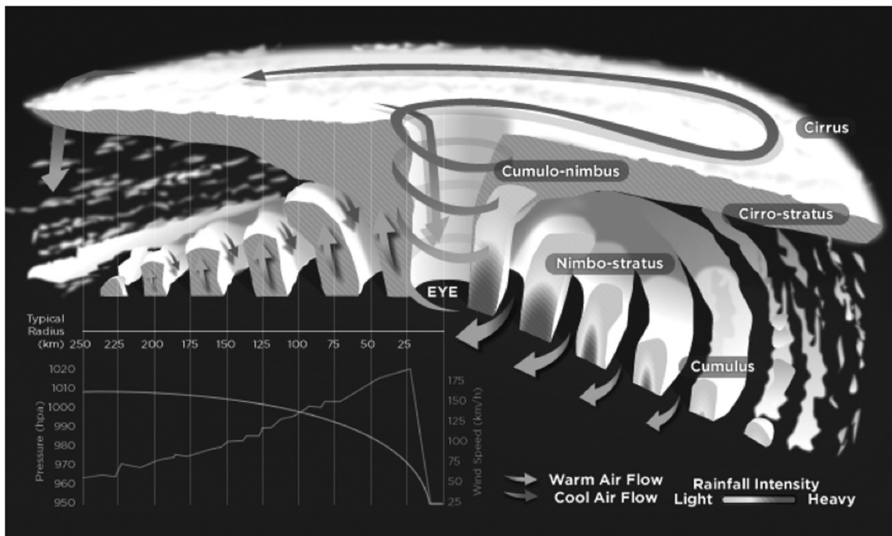 Cirrus
Cumulo-nimbus
Cirro-stratus
Nimbo-stratus
EYE
Cumulus
Typical
Radius
(km) 250 225 200 175 150 125 100 75 50 25
Pressure (hpa)
1020
1010
1000
990
980
970
960
950
Wind Speed (km/h)
175
150
125
100
75
50
25
Warm Air Flow
Cool Air Flow
Rainfall Intensity
Light Heavy